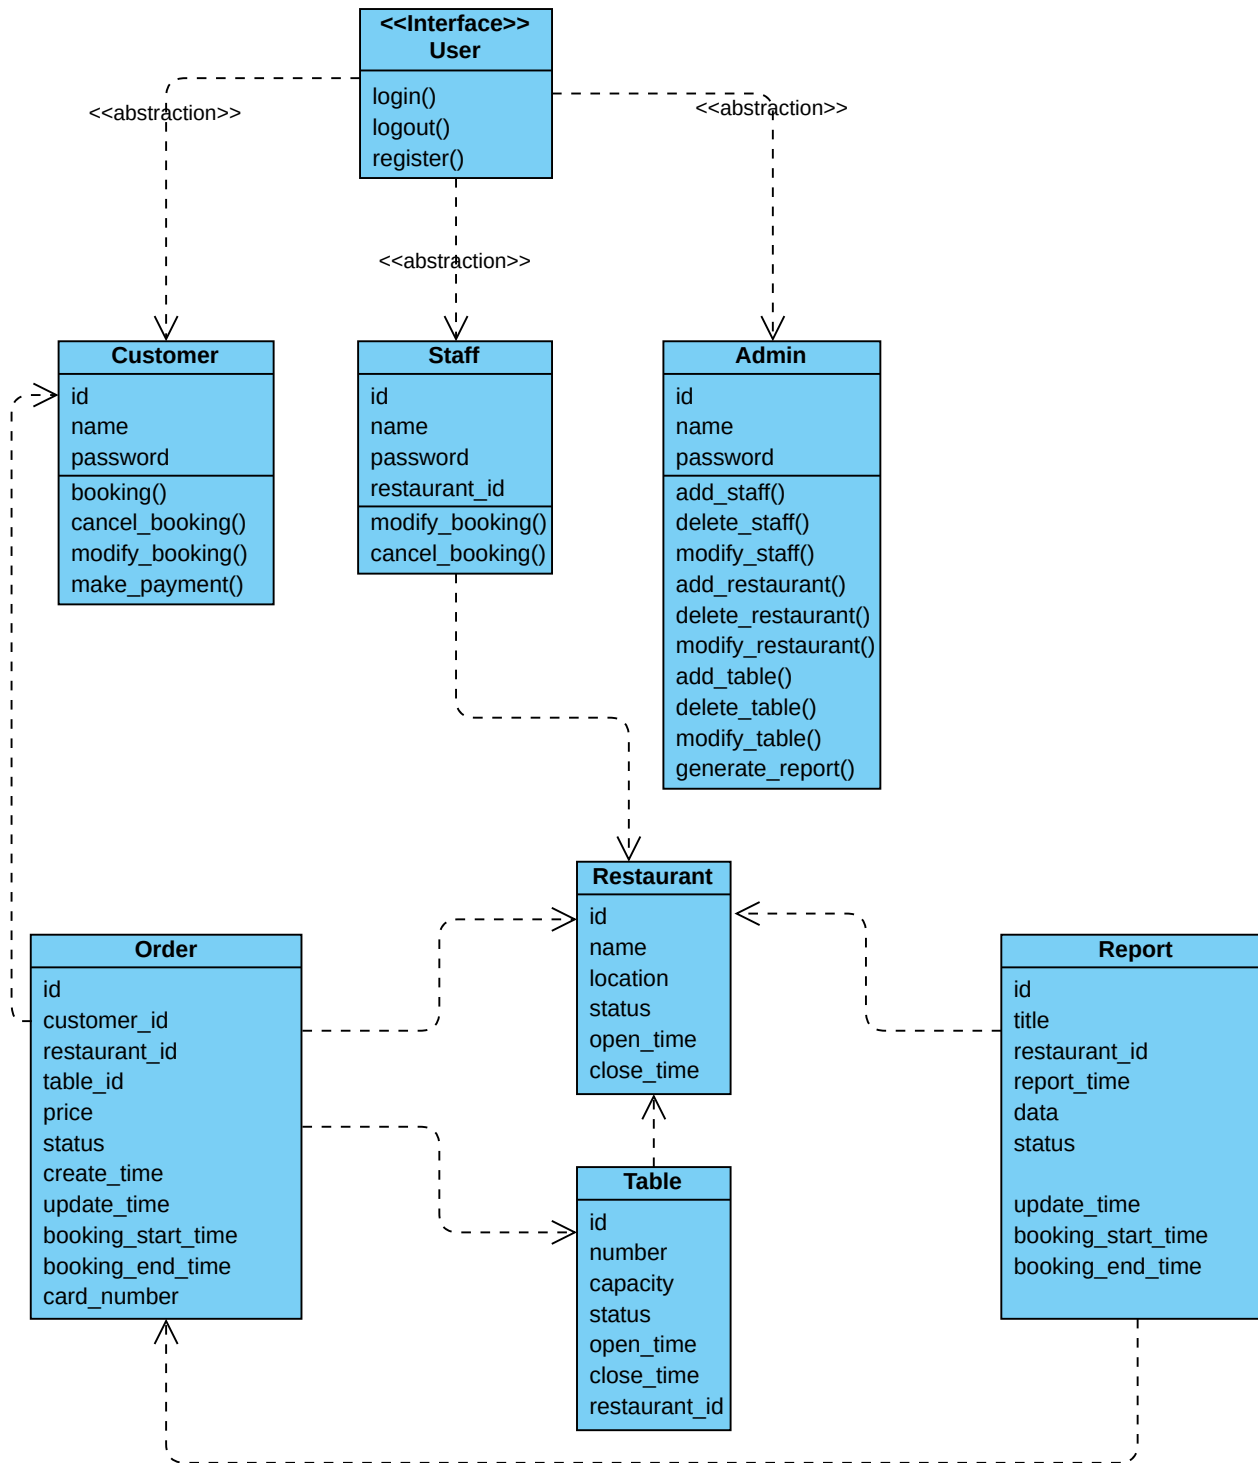 <<Interface>>
User
login()
logout()
register()
<<abstraction>>
<<abstraction>>
<<abstraction>>
Customer
id
name
password
booking()
cancel_booking()
modify_booking()
make_payment()
Staff
id
name
password
restaurant_id
modify_booking()
cancel_booking()
Admin
id
name
password
add_staff()
delete_staff()
modify_staff()
add_restaurant()
delete_restaurant()
modify_restaurant()
add_table()
delete_table()
modify_table()
generate_report()
Restaurant
id
name
location
status
open_time
close_time
Order
id
customer_id
restaurant_id
table_id
price
status
create_time
update_time
booking_start_time
booking_end_time
card_number
Report
id
title
restaurant_id
report_time
data
status
update_time
booking_start_time
booking_end_time
Table
id
number
capacity
status
open_time
close_time
restaurant_id